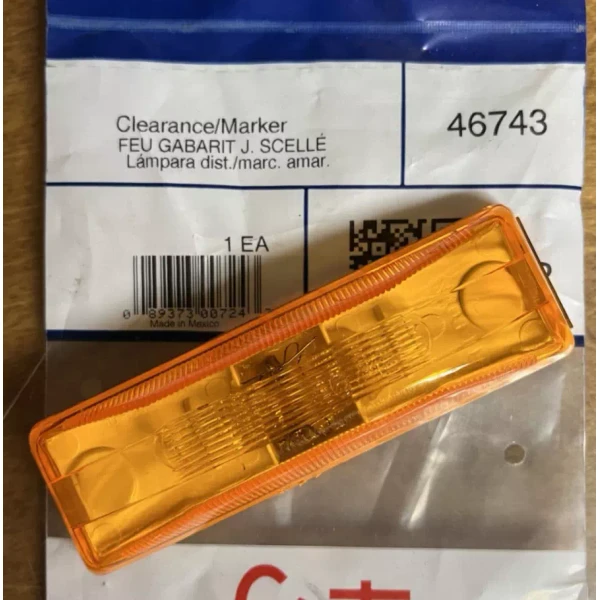 Clearance/Marker
FEU GABARIT J. SCELLÉ
Lámpara dist./marc. amar.
46743
1 EA
0 89373 00724
Made in Mexico